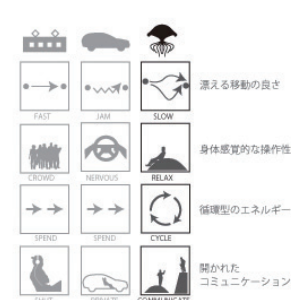 漂える移動の良さ
FAST JAM SLOW
身体感覚的な操作性
CROWD NERVOUS RELAX
循環型のエネルギー
SPEND SPEND CYCLE
開かれた
コミュニケーション
SHUT PRIVATE COMMUNICATE